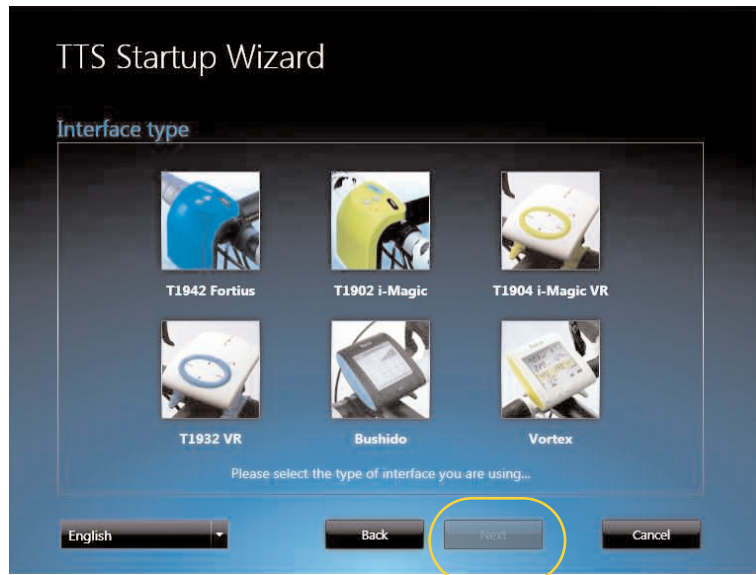 TTS Startup Wizard
Interface type
T1942 Fortius
T1902 i-Magic
T1904 i-Magic VR
T1932 VR
Bushido
Vortex
Please select the type of interface you are using...
English
Back
Next
Cancel